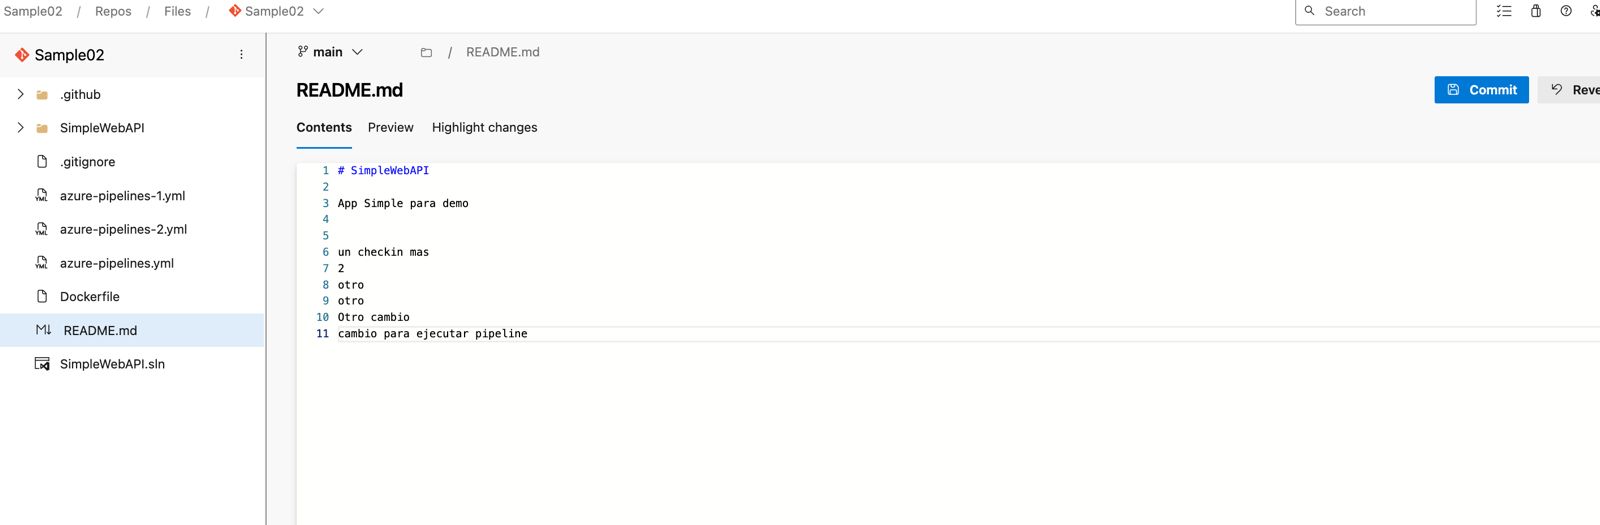 Sample02 / Repos / Files / Sample02
Search
Sample02
.github
SimpleWebAPI
.gitignore
azure-pipelines-1.yml
azure-pipelines-2.yml
azure-pipelines.yml
Dockerfile
README.md
SimpleWebAPI.sln
main / README.md
README.md
Commit
Reve
Contents Preview Highlight changes
1 # SimpleWebAPI
2
3 App Simple para demo
4
5
6 un checkin mas
7 2
8 otro
9 otro
10 Otro cambio
11 cambio para ejecutar pipeline